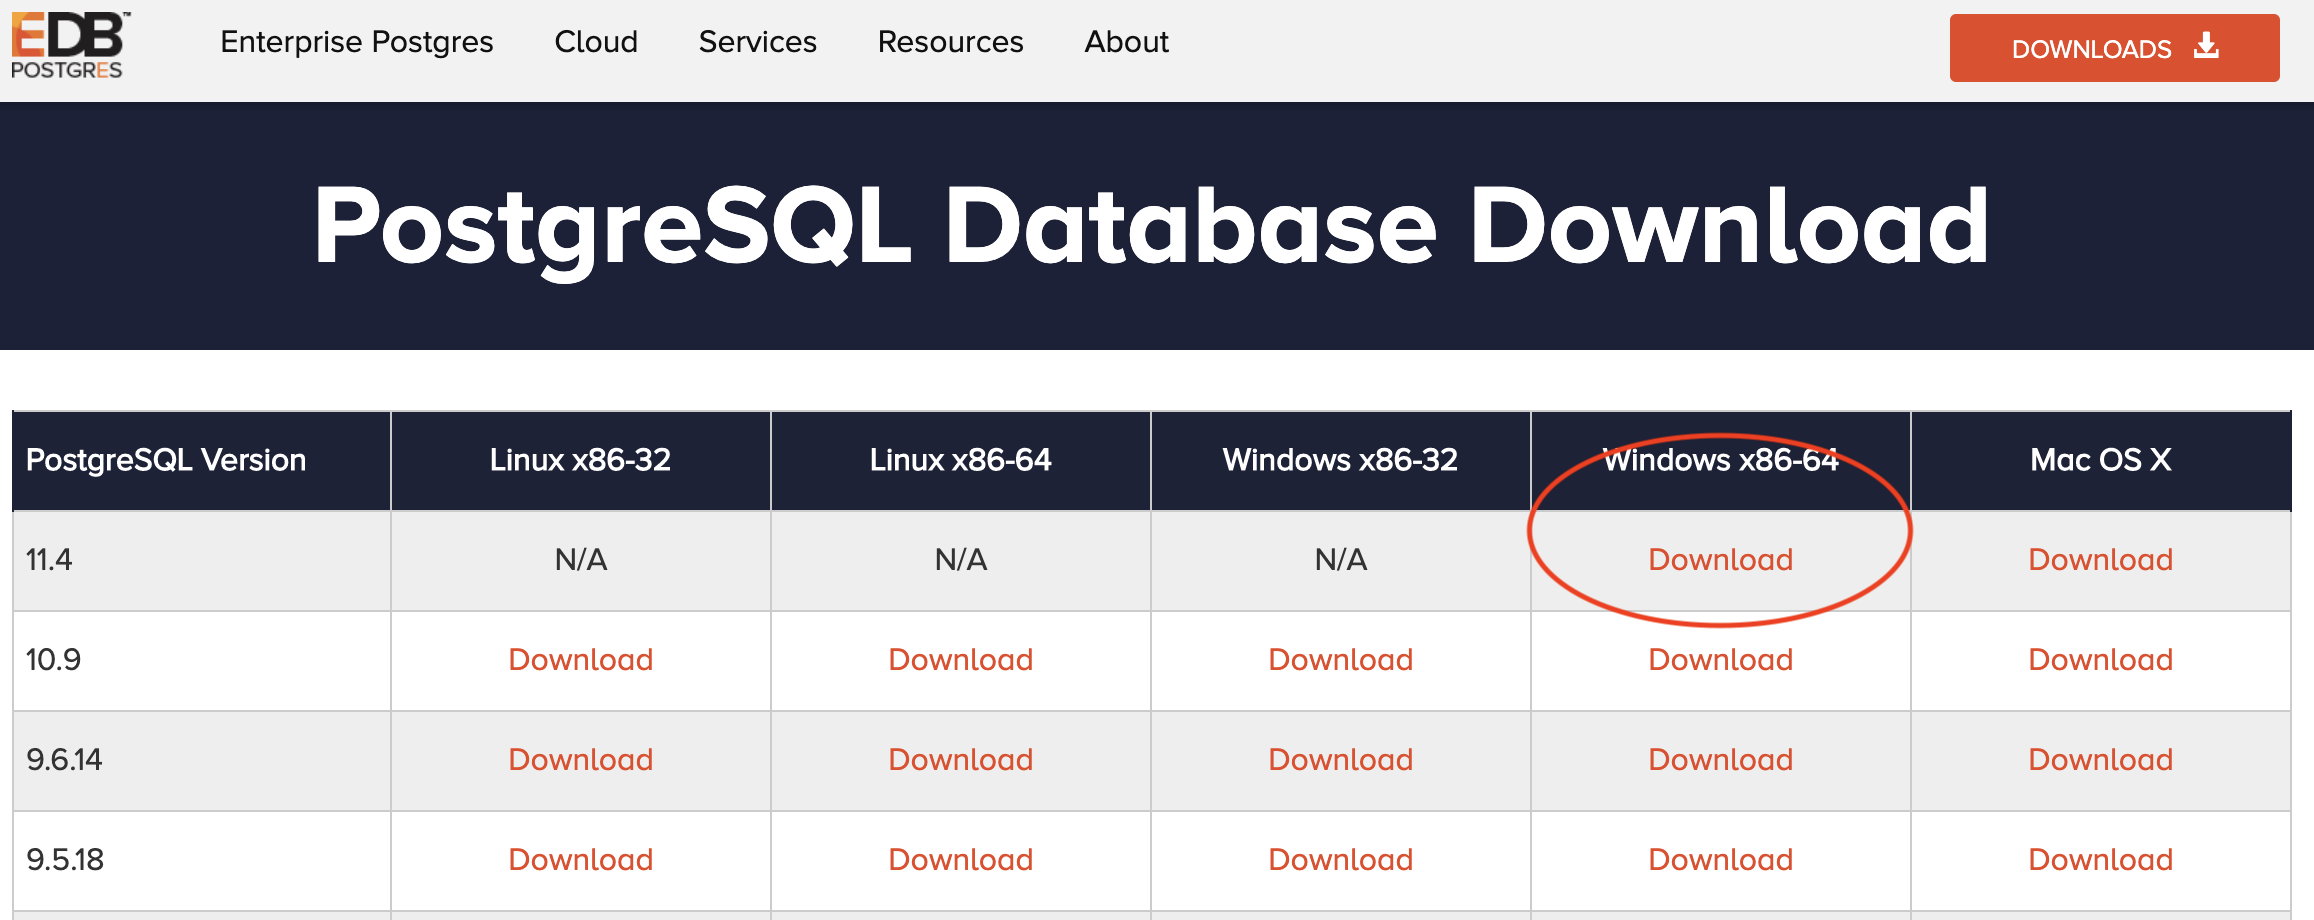 EDB™
POSTGRES
Enterprise Postgres Cloud Services Resources About
DOWNLOADS
PostgreSQL Database Download
PostgreSQL Version Linux x86-32 Linux x86-64 Windows x86-32 Windows x86-64 Mac OS X
11.4 N/A N/A N/A Download Download
10.9 Download Download Download Download Download
9.6.14 Download Download Download Download Download
9.5.18 Download Download Download Download Download